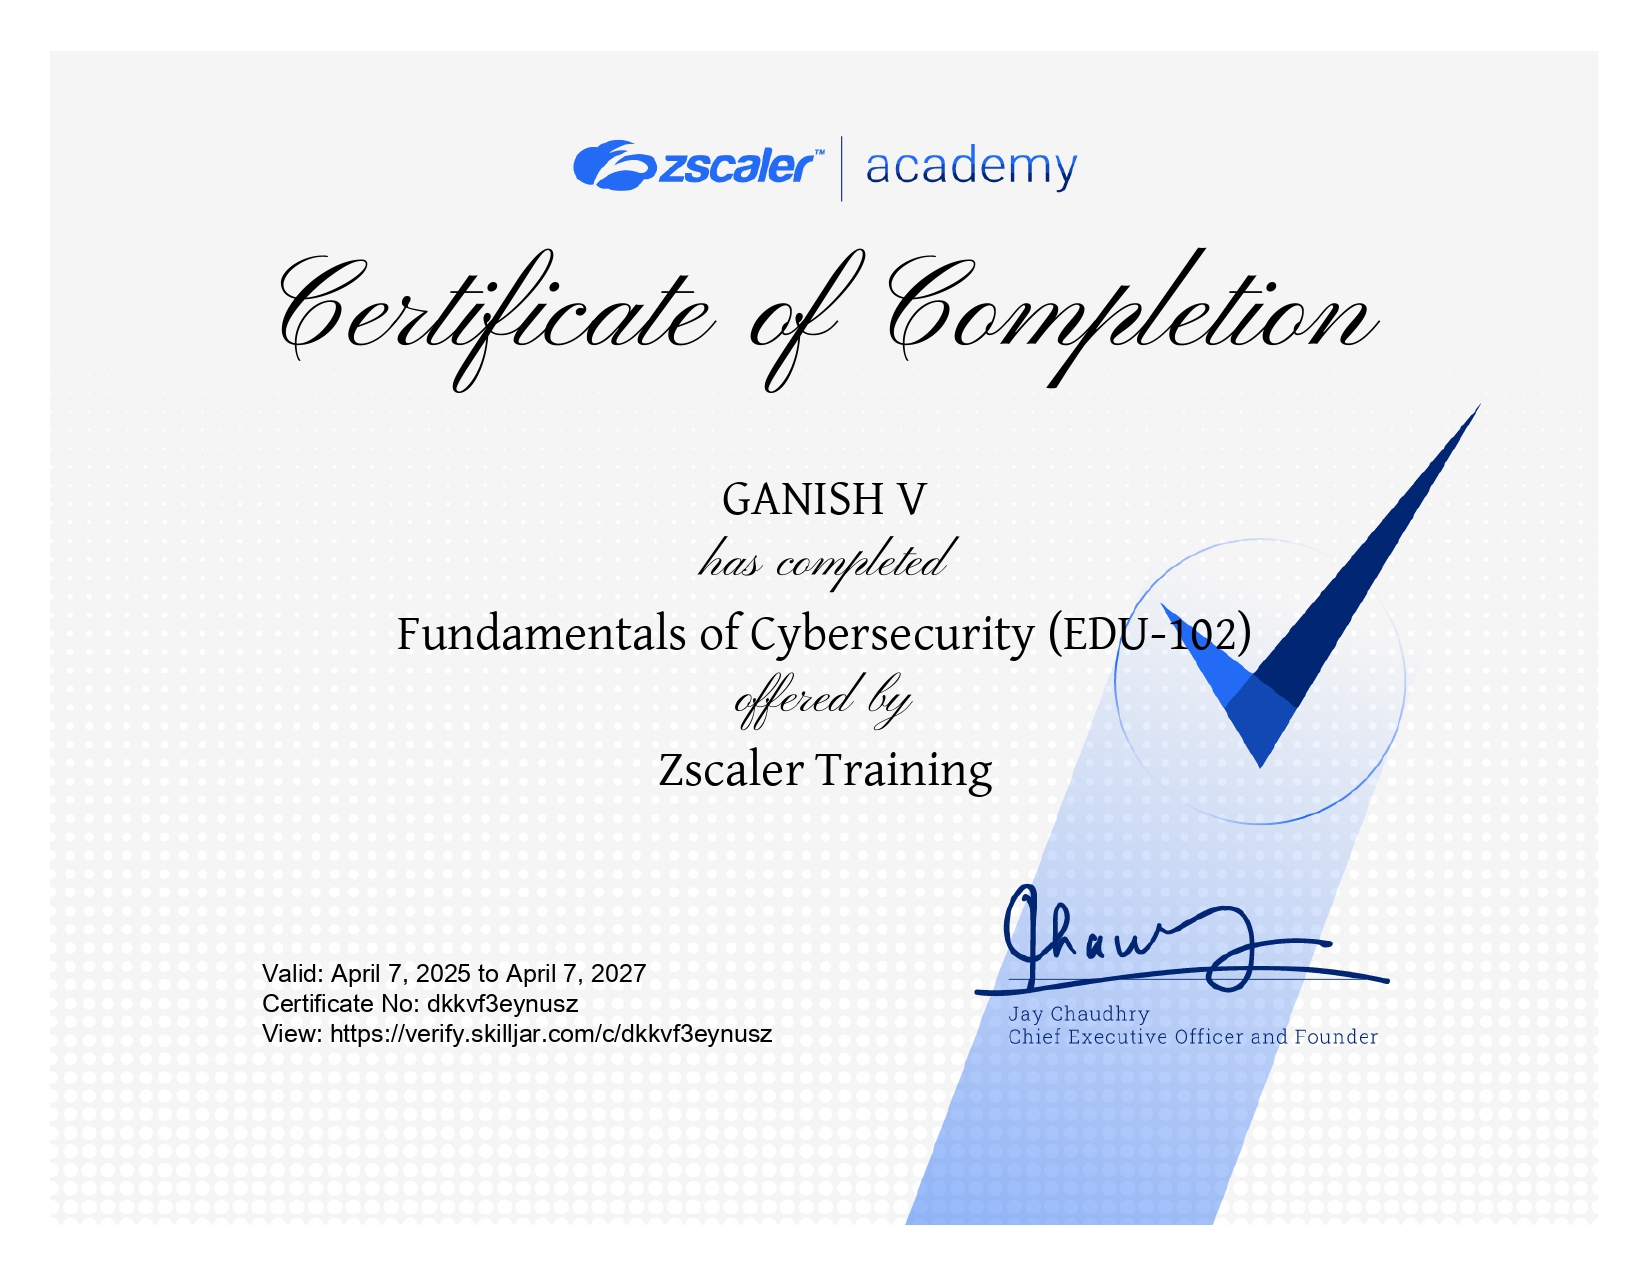 zscaler™ | academy
Certificate of Completion
GANISH V
has completed
Fundamentals of Cybersecurity (EDU-102)
offered by
Zscaler Training
Jhaw
Valid: April 7, 2025 to April 7, 2027
Certificate No: dkkvf3eynusz
View: https://verify.skilljar.com/c/dkkvf3eynusz
Jay Chaudhry
Chief Executive Officer and Founder